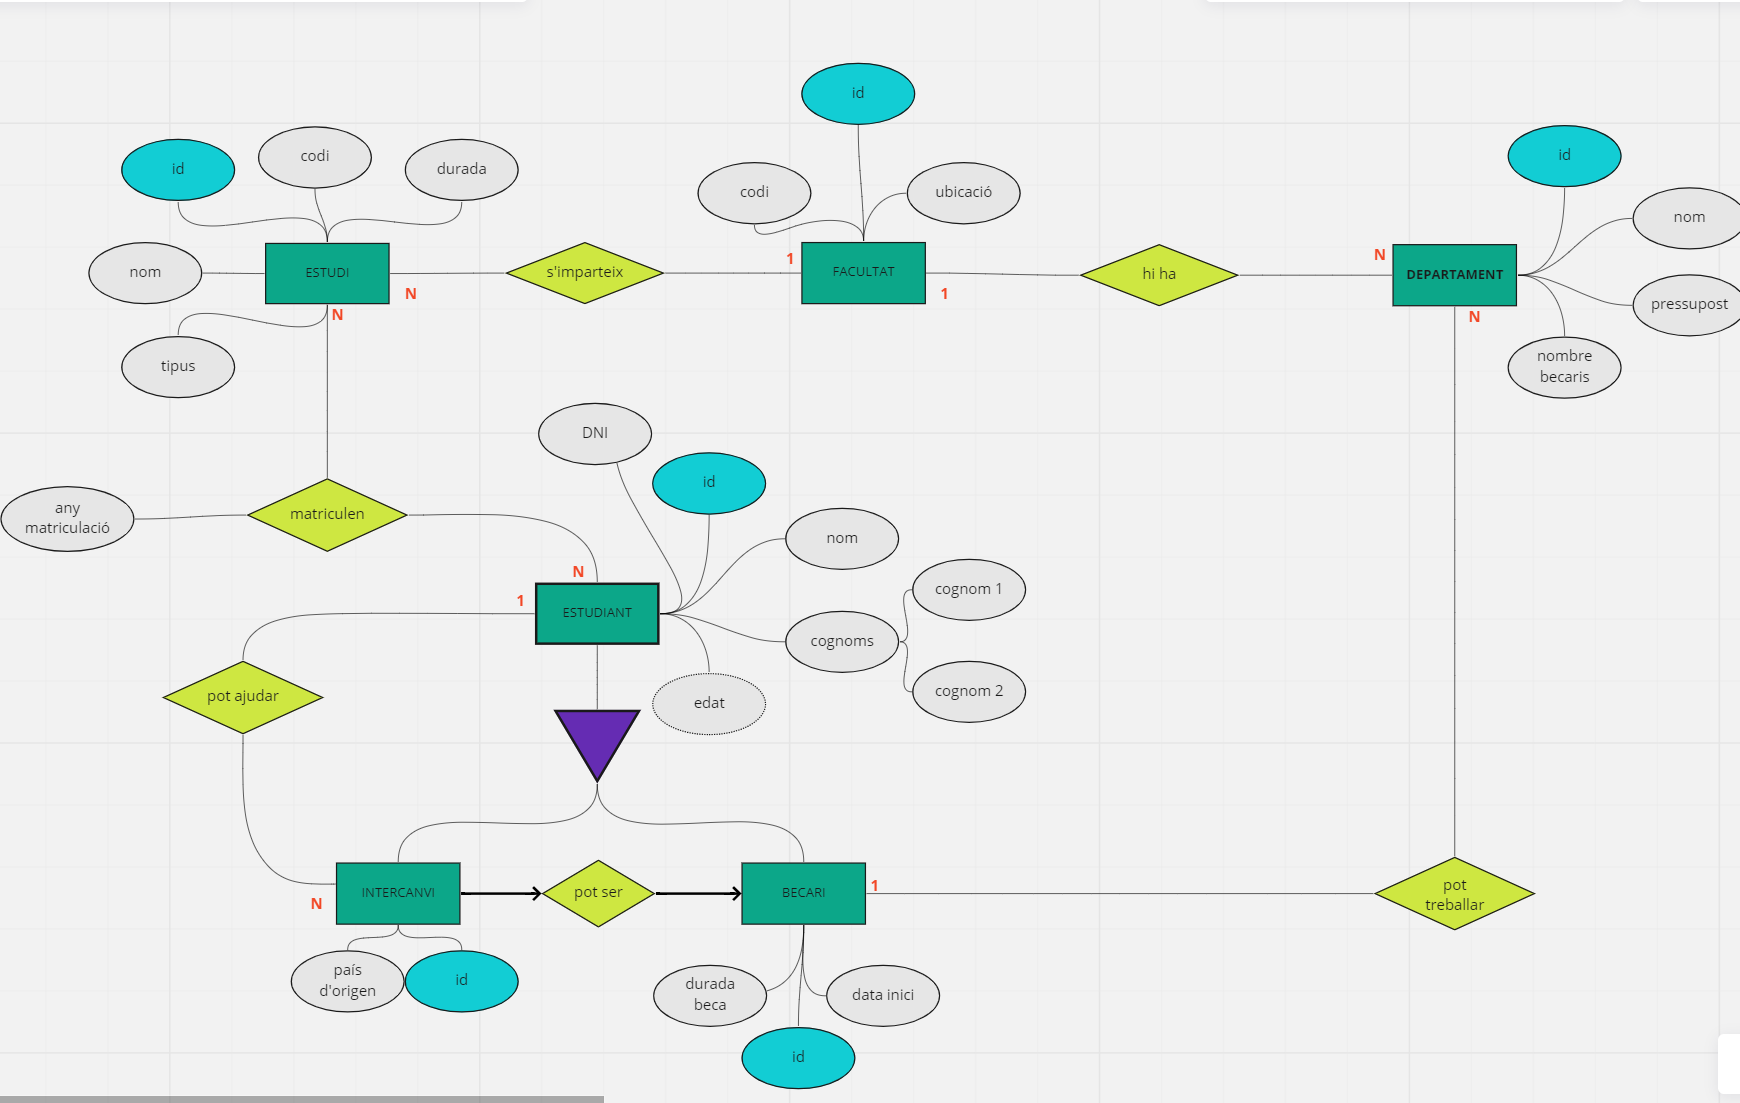 id
id
codi
durada
id
codi
ubicació
nom
nom
ESTUDI
s'imparteix
1
FACULTAT
hi ha
N
DEPARTAMENT
N
1
pressupost
N
N
tipus
nombre
becaris
DNI
id
any
matriculació
matriculen
nom
N
cognom 1
1
ESTUDIANT
cognoms
pot ajudar
edat
cognom 2
INTERCANVI
pot ser
BECARI
1
pot
treballar
N
país
d'origen
id
durada
beca
data inici
id